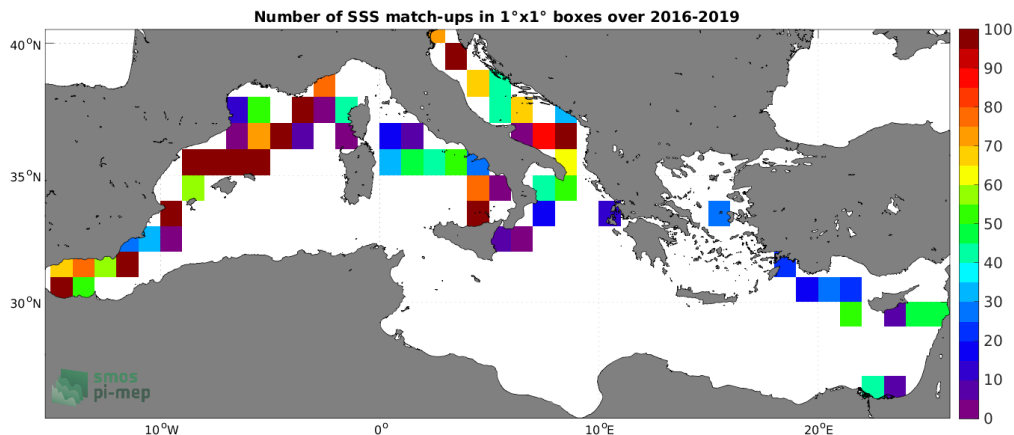 Number of SSS match-ups in 1°x1° boxes over 2016-2019
40°N
35°N
30°N
10°W
0°
10°E
20°E
100
90
80
70
60
50
40
30
20
10
0
smos
pi-mep